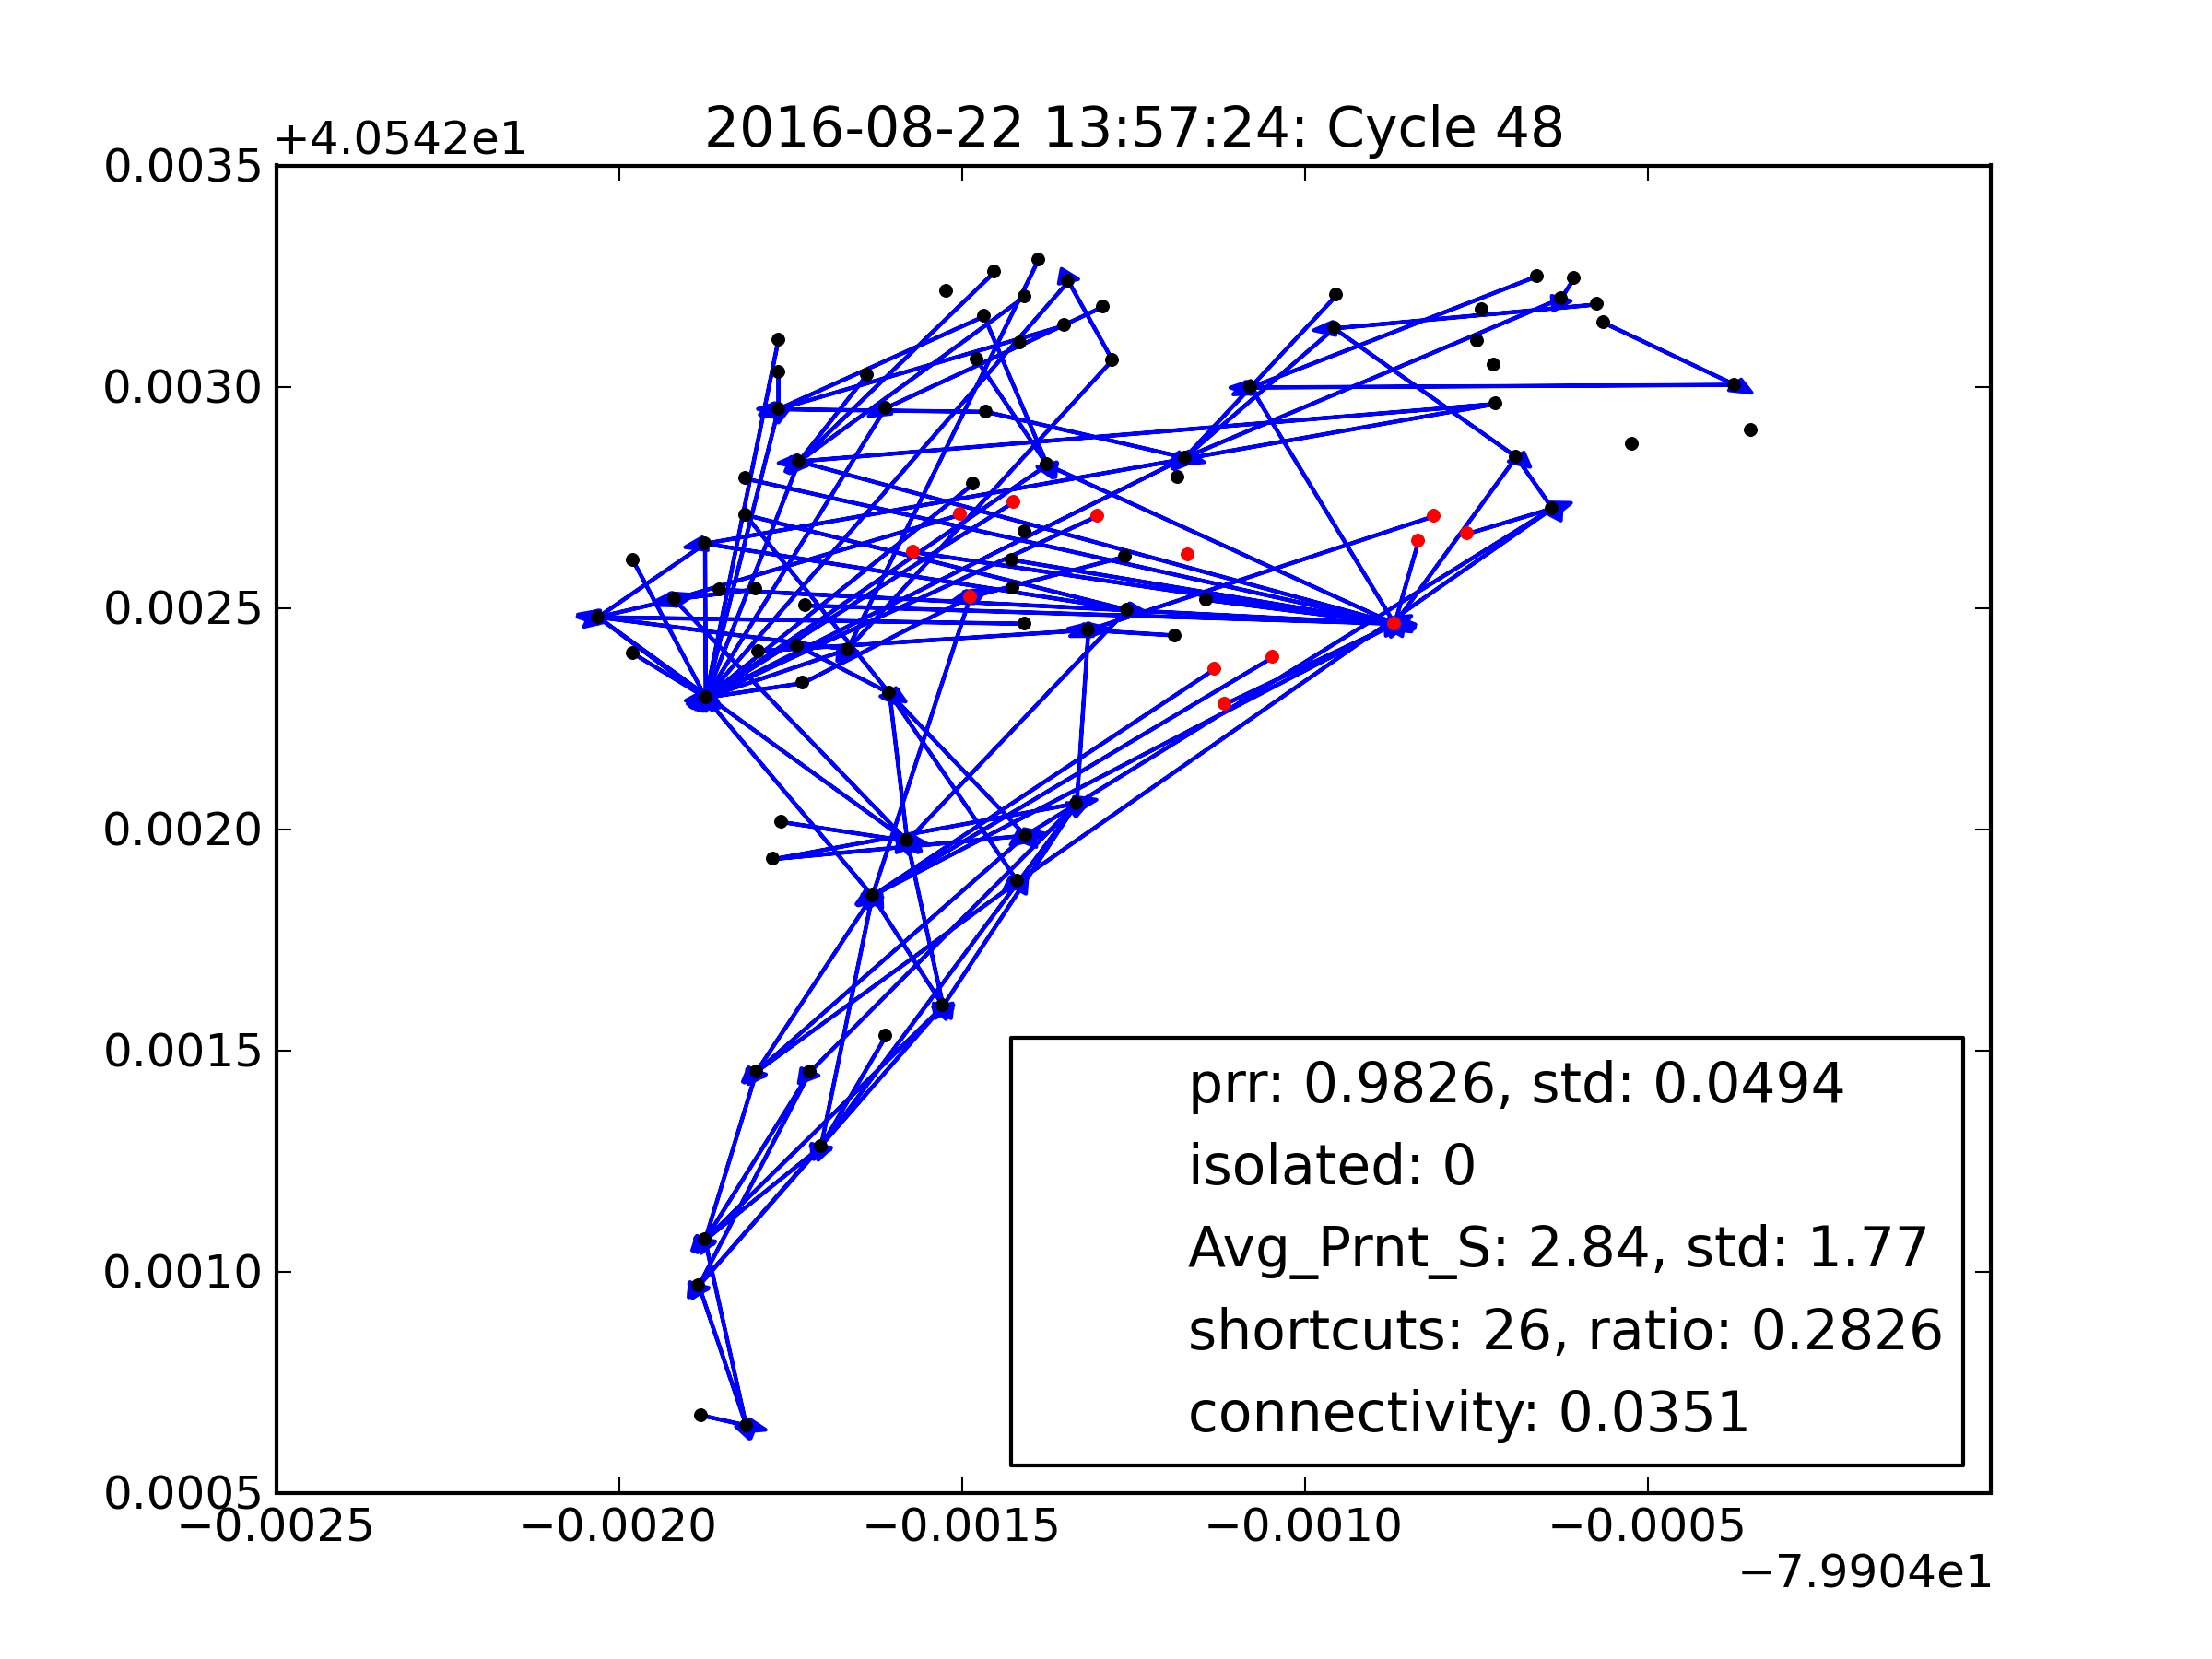 2016-08-22 13:57:24: Cycle 48
+4.0542e1
0.0035
0.0030
0.0025
0.0020
0.0015
0.0010
0.0005
prr: 0.9826, std: 0.0494
isolated: 0
Avg_Prnt_S: 2.84, std: 1.77
shortcuts: 26, ratio: 0.2826
connectivity: 0.0351
−0.0025 −0.0020 −0.0015 −0.0010 −0.0005
−7.9904e1